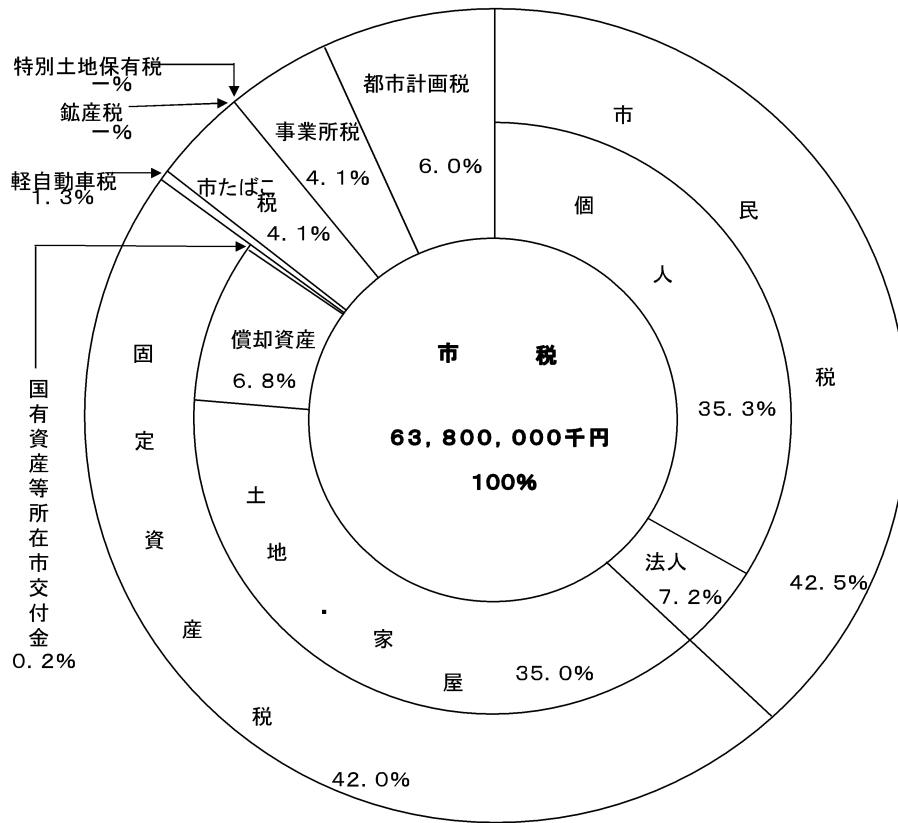 特別土地保有税
ー%
鉱産税
ー%
軽自動車税
1.3%
国有資産等所在市交付金
0.2%
市たばこ
税
4.1%
事業所税
4.1%
都市計画税
6.0%
市民税
42.5%
個人
35.3%
法人
7.2%
固定資産税
42.0%
償却資産
6.8%
土地・家屋
35.0%
市 税
63,800,000千円
100%